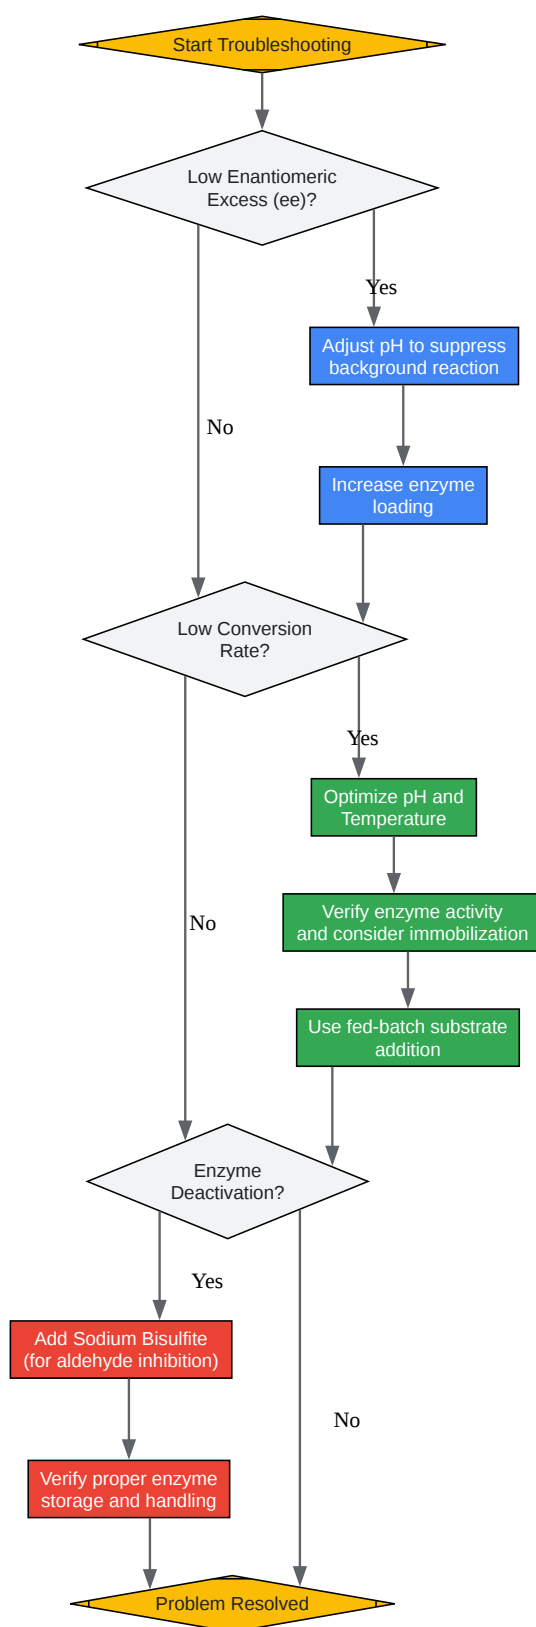 Start Troubleshooting
Low Enantiomeric
Excess (ee)?
Yes
Adjust pH to suppress
background reaction
No
Increase enzyme
loading
Low Conversion
Rate?
Yes
Optimize pH and
Temperature
Verify enzyme activity
and consider immobilization
No
Use fed-batch substrate
addition
Enzyme
Deactivation?
Yes
Add Sodium Bisulfite
(for aldehyde inhibition)
No
Verify proper enzyme
storage and handling
Problem Resolved